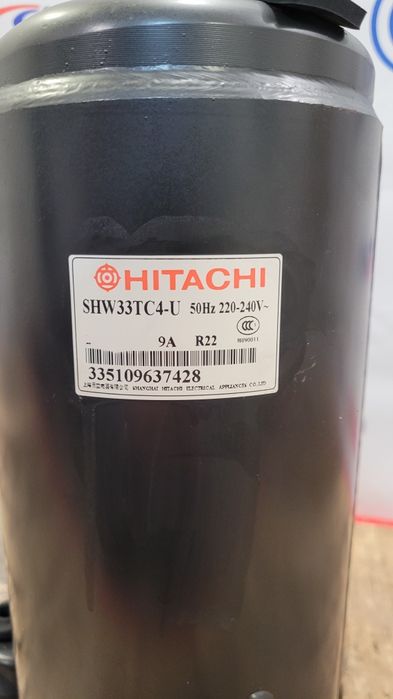 HITACHI
SHW33TC4-U 50Hz 220-240V~
- 9A R22
335109637428
SHANGHAI HITACHI ELECTRICAL APPLIANCES CO.,LTD